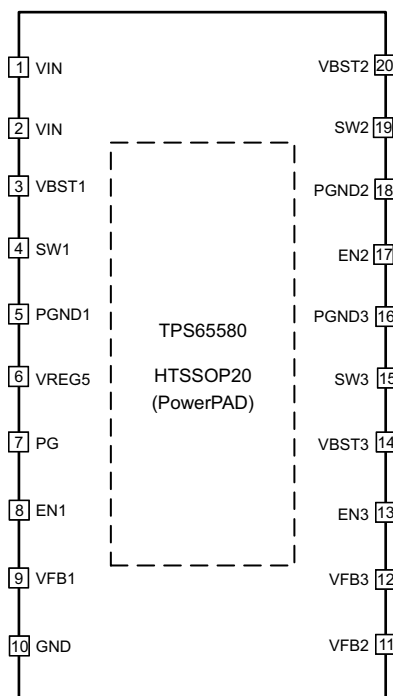 1 VIN
VBST2 20
2 VIN
SW2 19
3 VBST1
PGND2 18
4 SW1
EN2 17
5 PGND1
PGND3 16
TPS65580
6 VREG5
SW3 15
HTSSOP20
(PowerPAD)
7 PG
VBST3 14
8 EN1
EN3 13
9 VFB1
VFB3 12
10 GND
VFB2 11